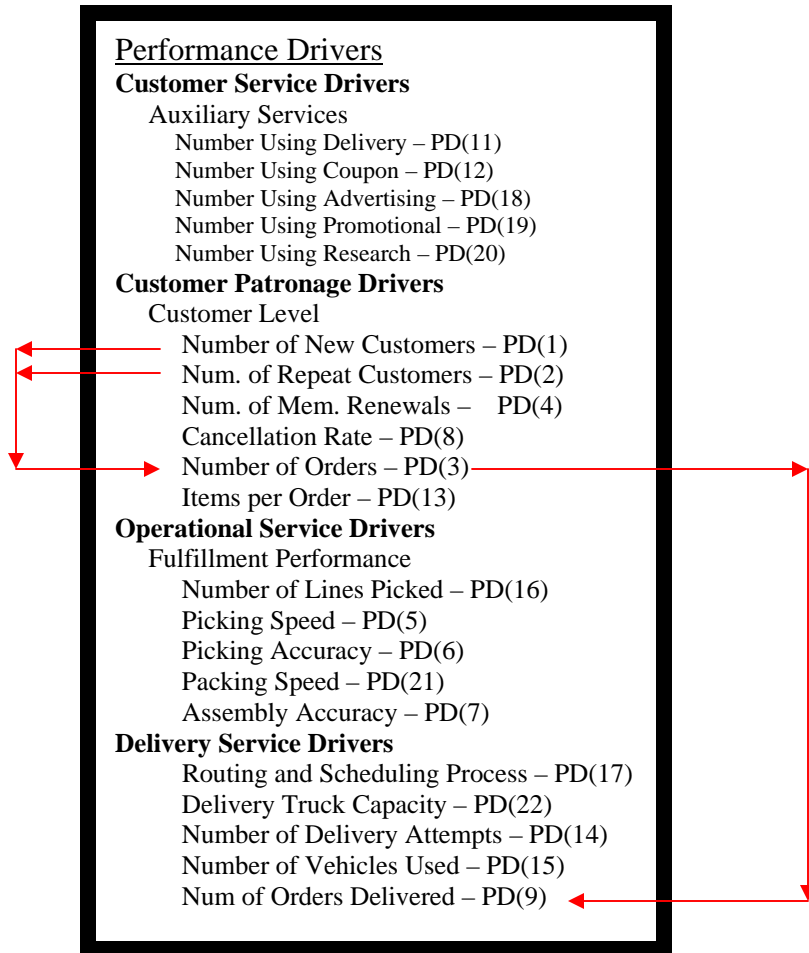 Performance Drivers
Customer Service Drivers
Auxiliary Services
Number Using Delivery – PD(11)
Number Using Coupon – PD(12)
Number Using Advertising – PD(18)
Number Using Promotional – PD(19)
Number Using Research – PD(20)
Customer Patronage Drivers
Customer Level
Number of New Customers – PD(1)
Num. of Repeat Customers – PD(2)
Num. of Mem. Renewals – PD(4)
Cancellation Rate – PD(8)
Number of Orders – PD(3)
Items per Order – PD(13)
Operational Service Drivers
Fulfillment Performance
Number of Lines Picked – PD(16)
Picking Speed – PD(5)
Picking Accuracy – PD(6)
Packing Speed – PD(21)
Assembly Accuracy – PD(7)
Delivery Service Drivers
Routing and Scheduling Process – PD(17)
Delivery Truck Capacity – PD(22)
Number of Delivery Attempts – PD(14)
Number of Vehicles Used – PD(15)
Num of Orders Delivered – PD(9)